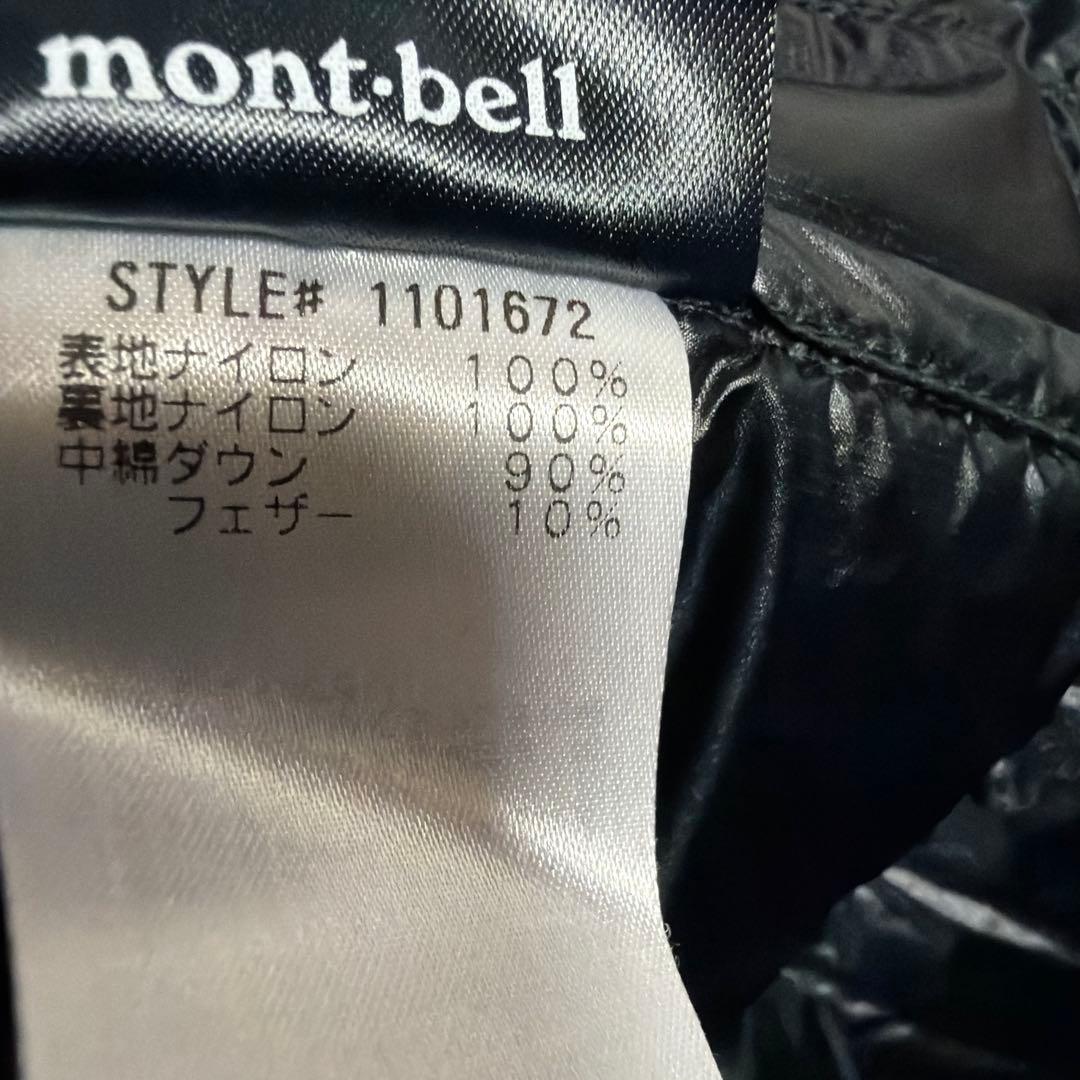 mont·bell
STYLE# 1101672
表地ナイロン 100%
裏地ナイロン 100%
中綿ダウン 90%
フェザー 10%